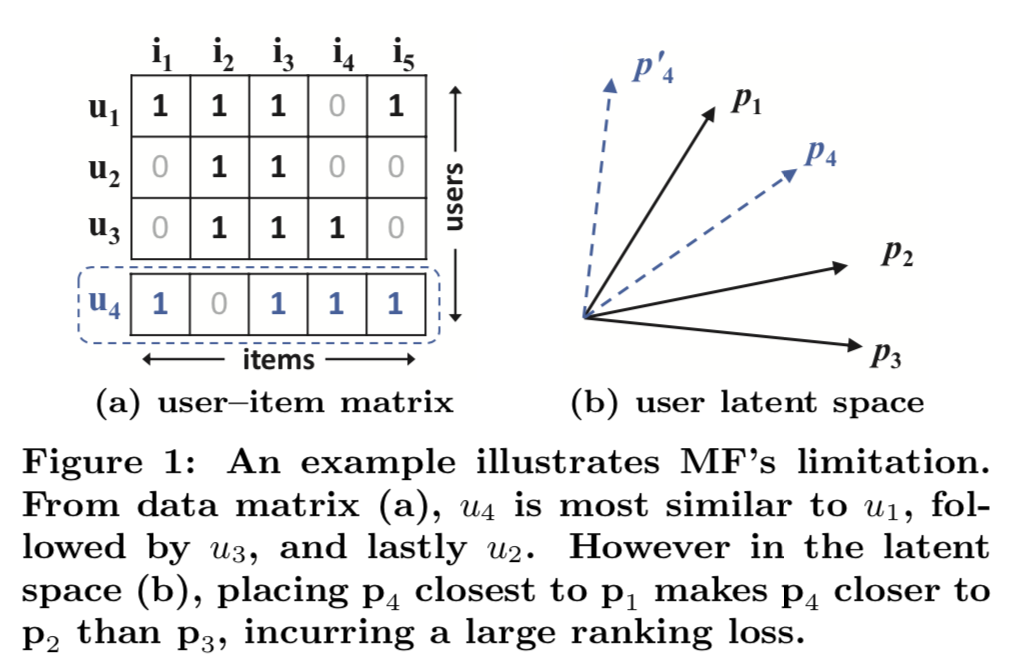 i1 i2 i3 i4 i5
u1 1 1 1 0 1
u2 0 1 1 0 0
u3 0 1 1 1 0
u4 1 0 1 1 1
users
items
(a) user–item matrix
p′4
p1
p4
p2
p3
(b) user latent space
Figure 1: An example illustrates MF's limitation.
From data matrix (a), u4 is most similar to u1, fol-
lowed by u3, and lastly u2. However in the latent
space (b), placing p4 closest to p1 makes p4 closer to
p2 than p3, incurring a large ranking loss.